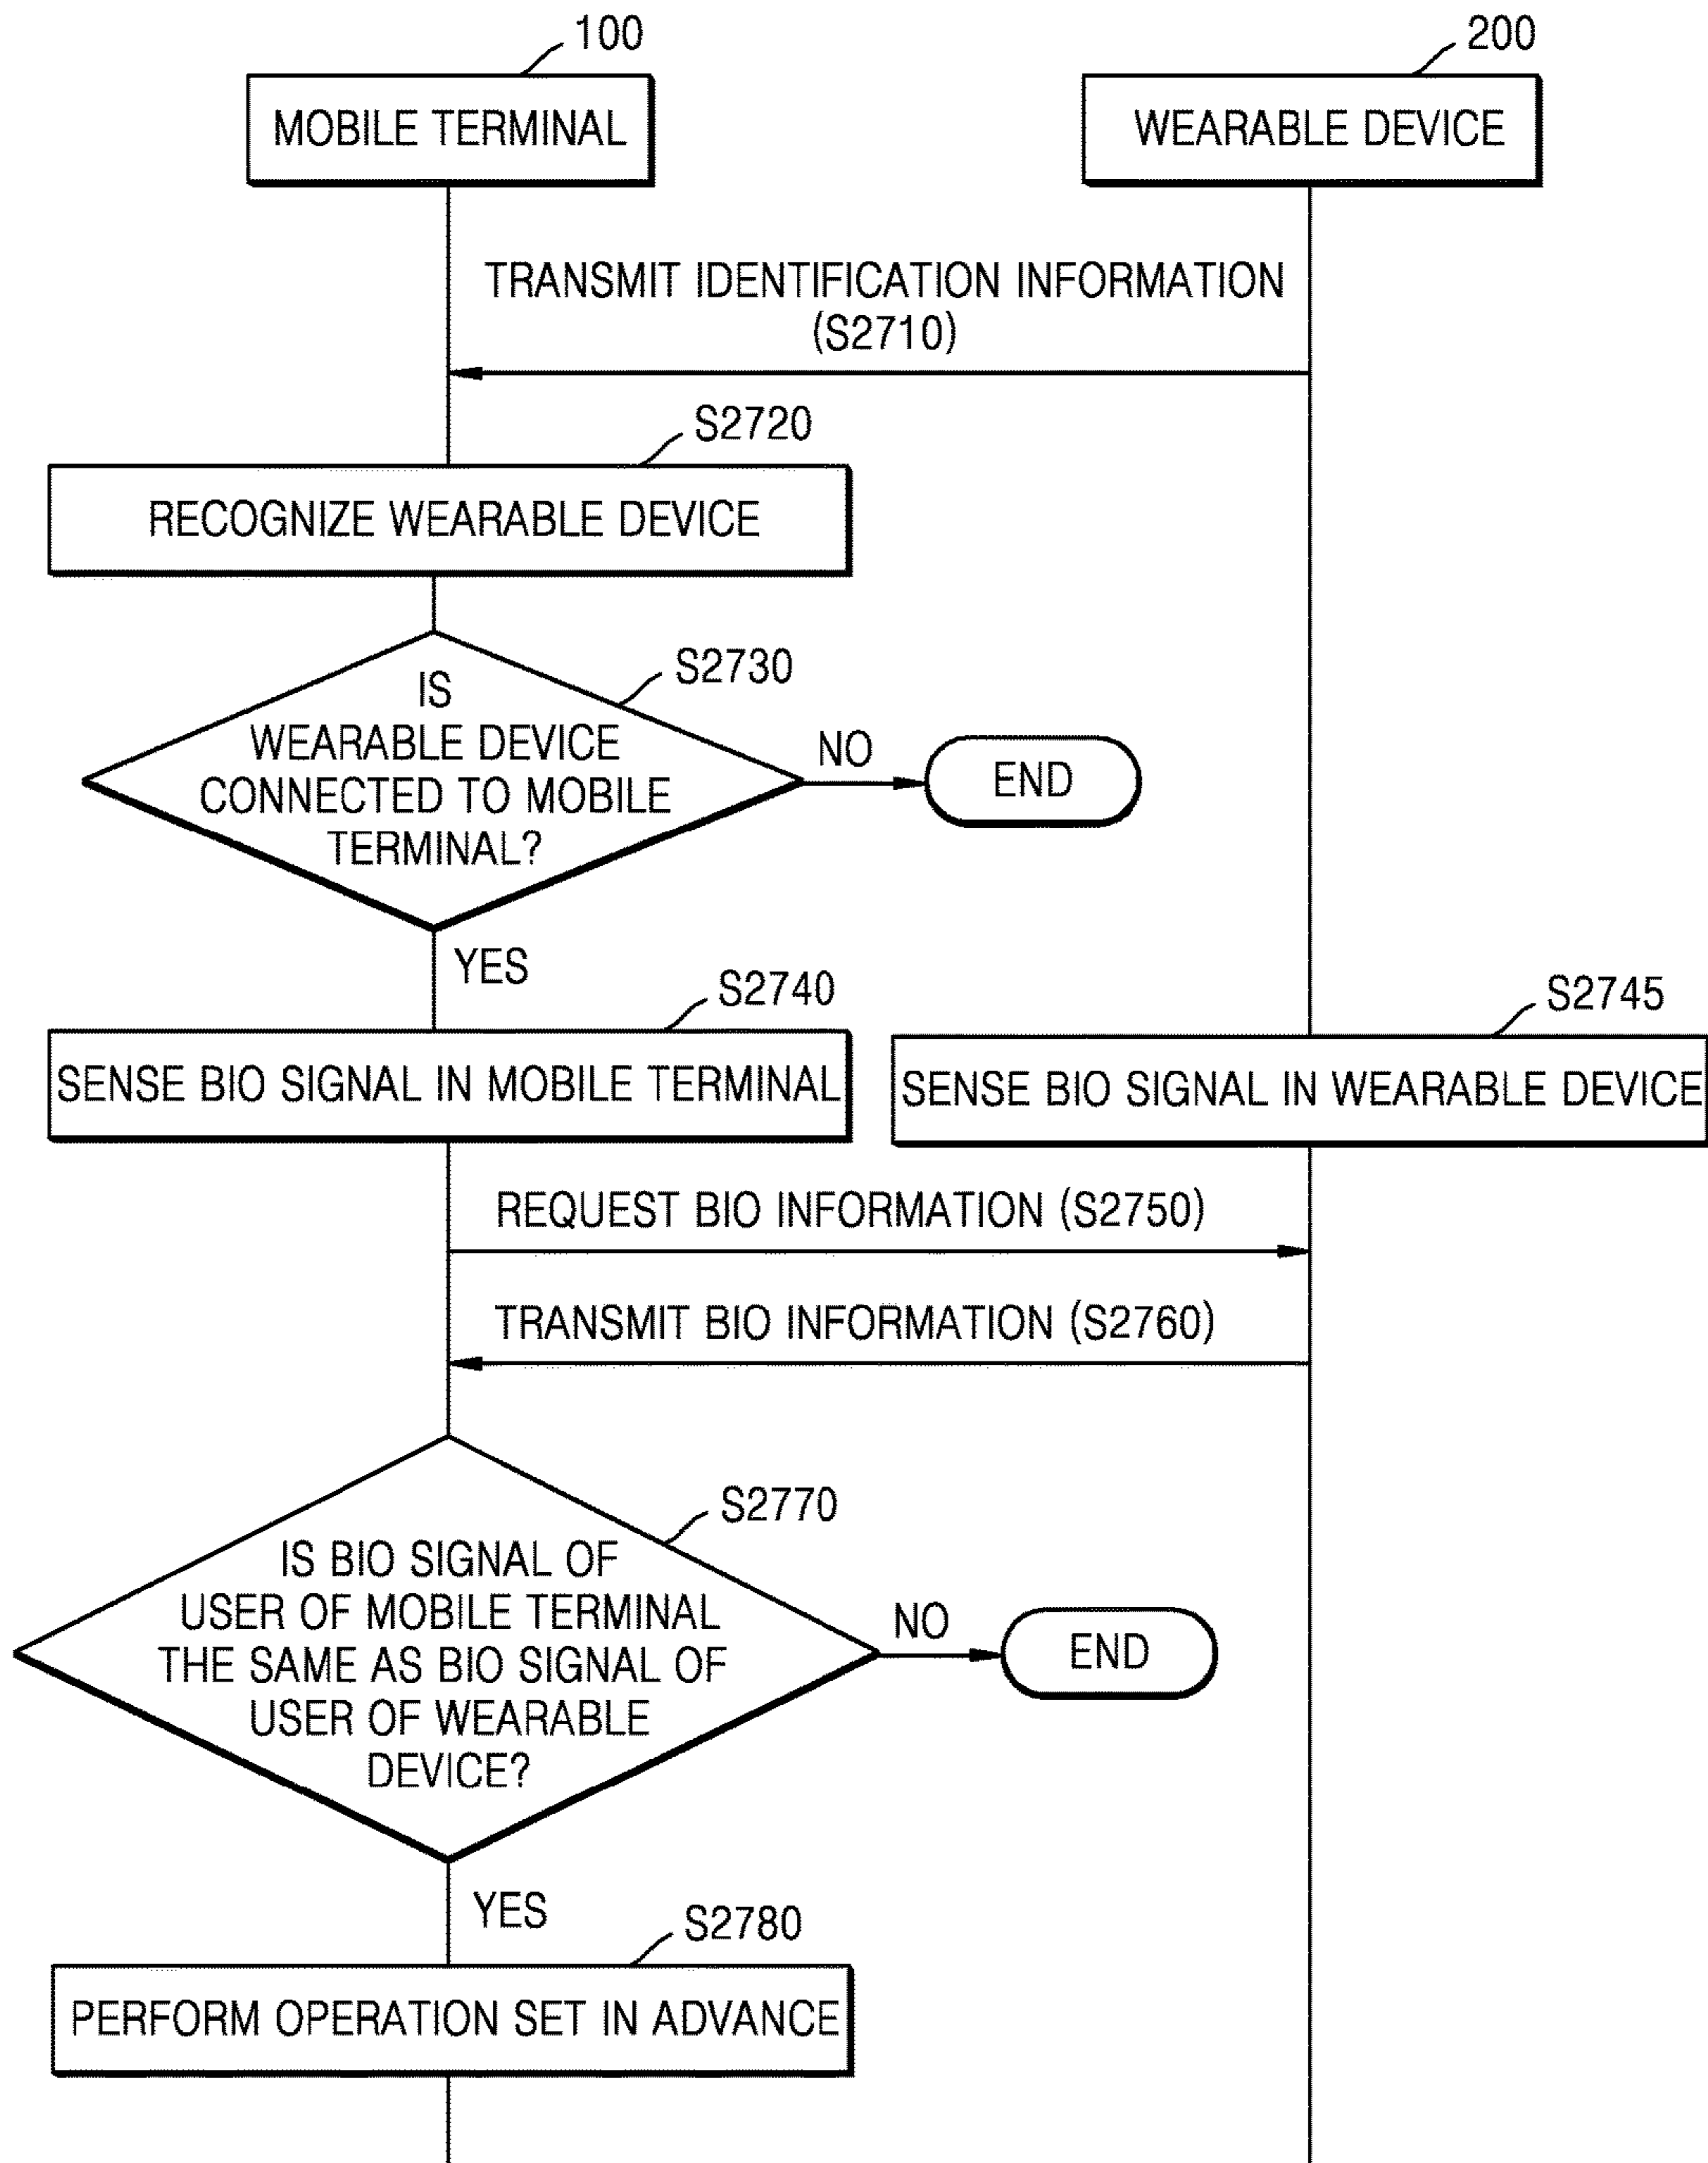 100
200
MOBILE TERMINAL
WEARABLE DEVICE
TRANSMIT IDENTIFICATION INFORMATION
(S2710)
S2720
RECOGNIZE WEARABLE DEVICE
S2730
IS
WEARABLE DEVICE
CONNECTED TO MOBILE
TERMINAL?
NO
END
YES
S2740
S2745
SENSE BIO SIGNAL IN MOBILE TERMINAL
SENSE BIO SIGNAL IN WEARABLE DEVICE
REQUEST BIO INFORMATION (S2750)
TRANSMIT BIO INFORMATION (S2760)
S2770
IS BIO SIGNAL OF
USER OF MOBILE TERMINAL
THE SAME AS BIO SIGNAL OF
USER OF WEARABLE
DEVICE?
NO
END
YES
S2780
PERFORM OPERATION SET IN ADVANCE